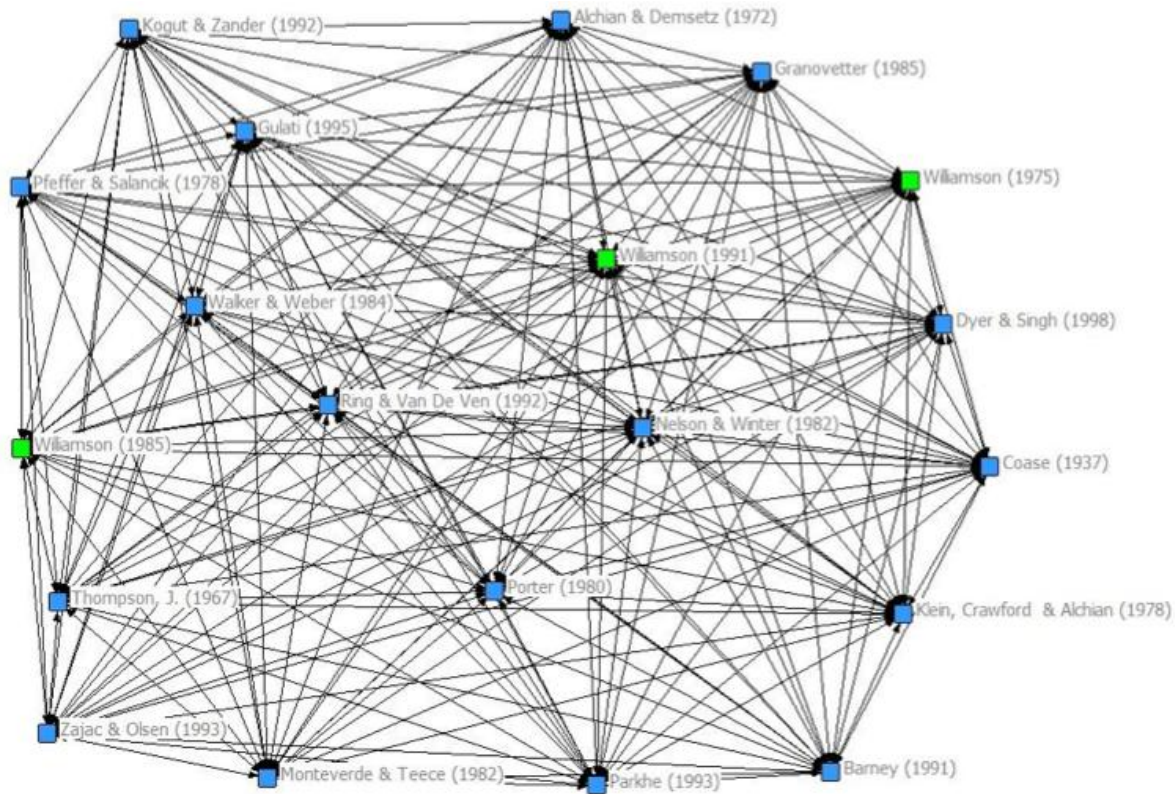 Kogut & Zander (1992)
Alchian & Demsetz (1972)
Granovetter (1985)
Gulati (1995)
Pfeffer & Salancik (1978)
Williamson (1975)
Williamson (1991)
Walker & Weber (1984)
Dyer & Singh (1998)
Ring & Van De Ven (1992)
Nelson & Winter (1982)
Williamson (1985)
Coase (1937)
Thompson, J. (1967)
Porter (1980)
Klein, Crawford & Alchian (1978)
Zajac & Olsen (1993)
Monteverde & Teece (1982)
Parkhe (1993)
Barney (1991)